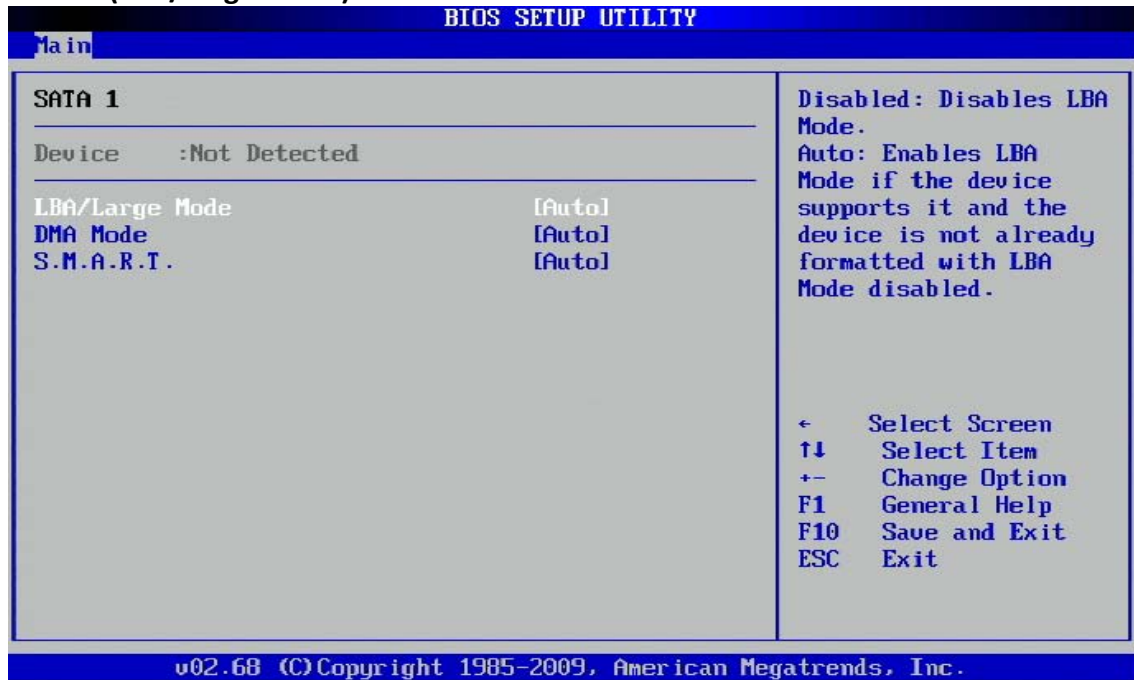 BIOS SETUP UTILITY
Main
SATA 1
Device :Not Detected
LBA/Large Mode [Auto]
DMA Mode [Auto]
S.M.A.R.T. [Auto]
Disabled: Disables LBA
Mode.
Auto: Enables LBA
Mode if the device
supports it and the
device is not already
formatted with LBA
Mode disabled.
← Select Screen
↑↓ Select Item
+- Change Option
F1 General Help
F10 Save and Exit
ESC Exit
v02.68 (C)Copyright 1985-2009, American Megatrends, Inc.